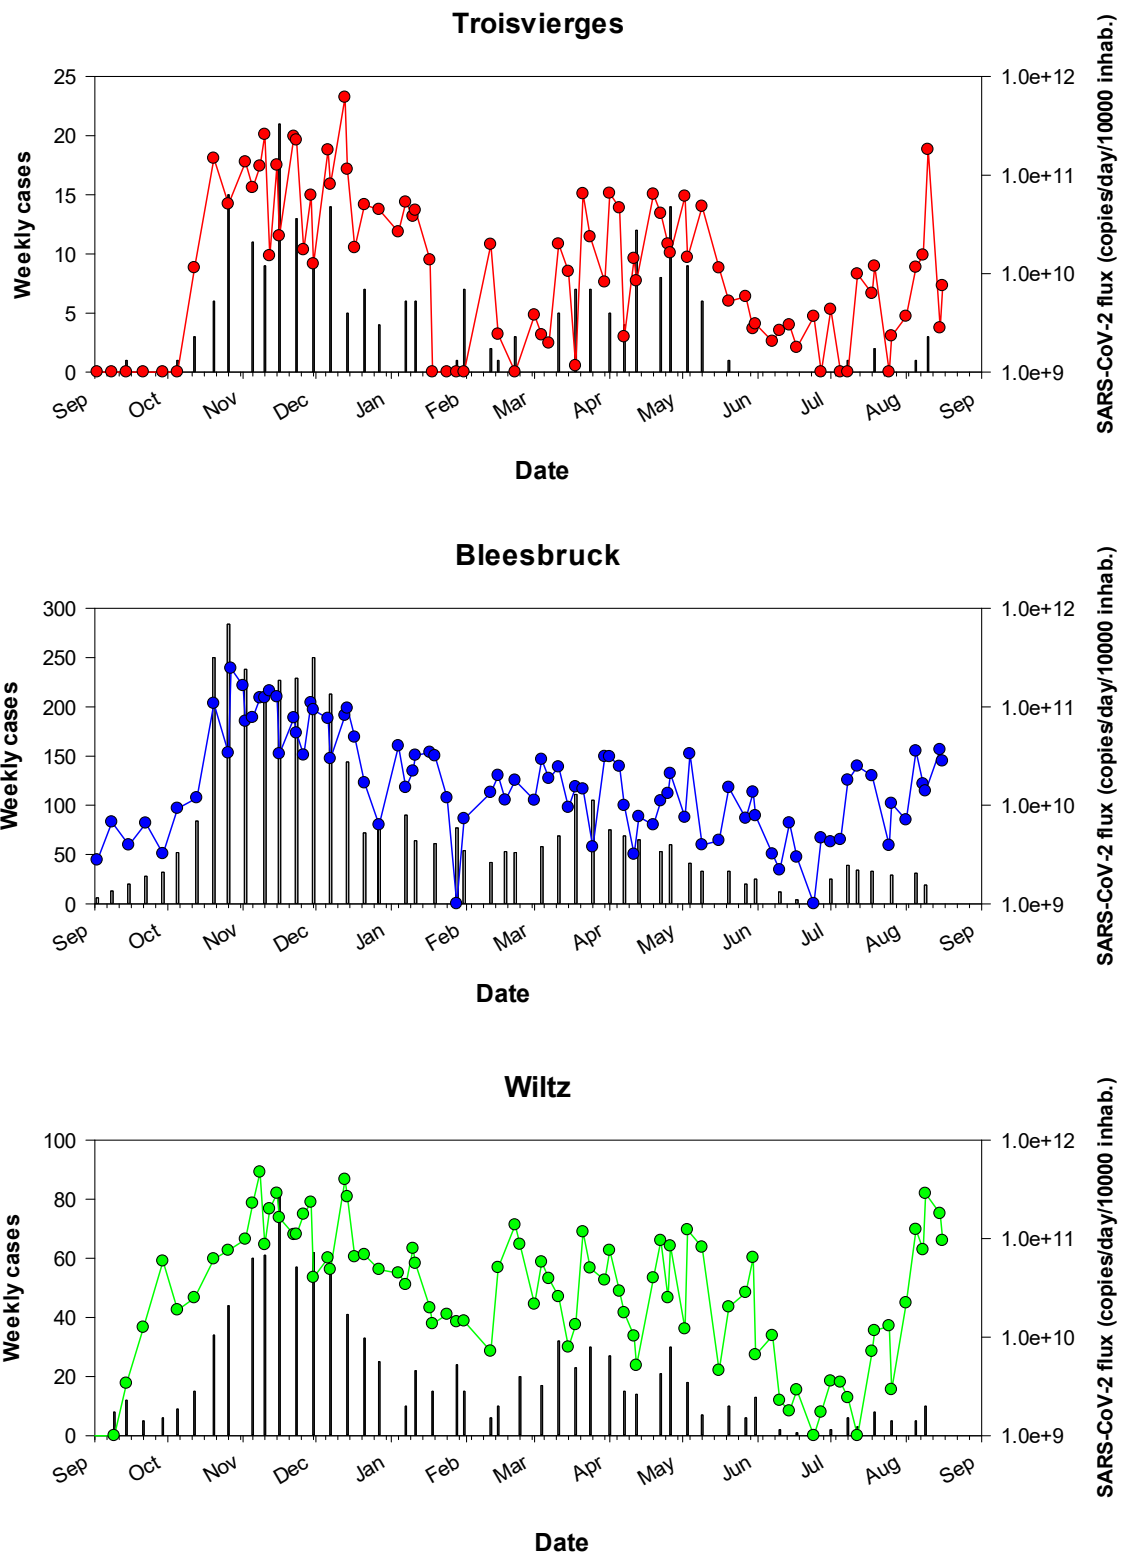 Troisvierges
25
20
15
10
5
0
Weekly cases
1.0e+12
1.0e+11
1.0e+10
1.0e+9
SARS-CoV-2 flux (copies/day/10000 inhab.)
Sep Oct Nov Dec Jan Feb Mar Apr May Jun Jul Aug Sep
Date
Bleesbruck
300
250
200
150
100
50
0
Weekly cases
1.0e+12
1.0e+11
1.0e+10
1.0e+9
SARS-CoV-2 flux (copies/day/10000 inhab.)
Sep Oct Nov Dec Jan Feb Mar Apr May Jun Jul Aug Sep
Date
Wiltz
100
80
60
40
20
0
Weekly cases
1.0e+12
1.0e+11
1.0e+10
1.0e+9
SARS-CoV-2 flux (copies/day/10000 inhab.)
Sep Oct Nov Dec Jan Feb Mar Apr May Jun Jul Aug Sep
Date